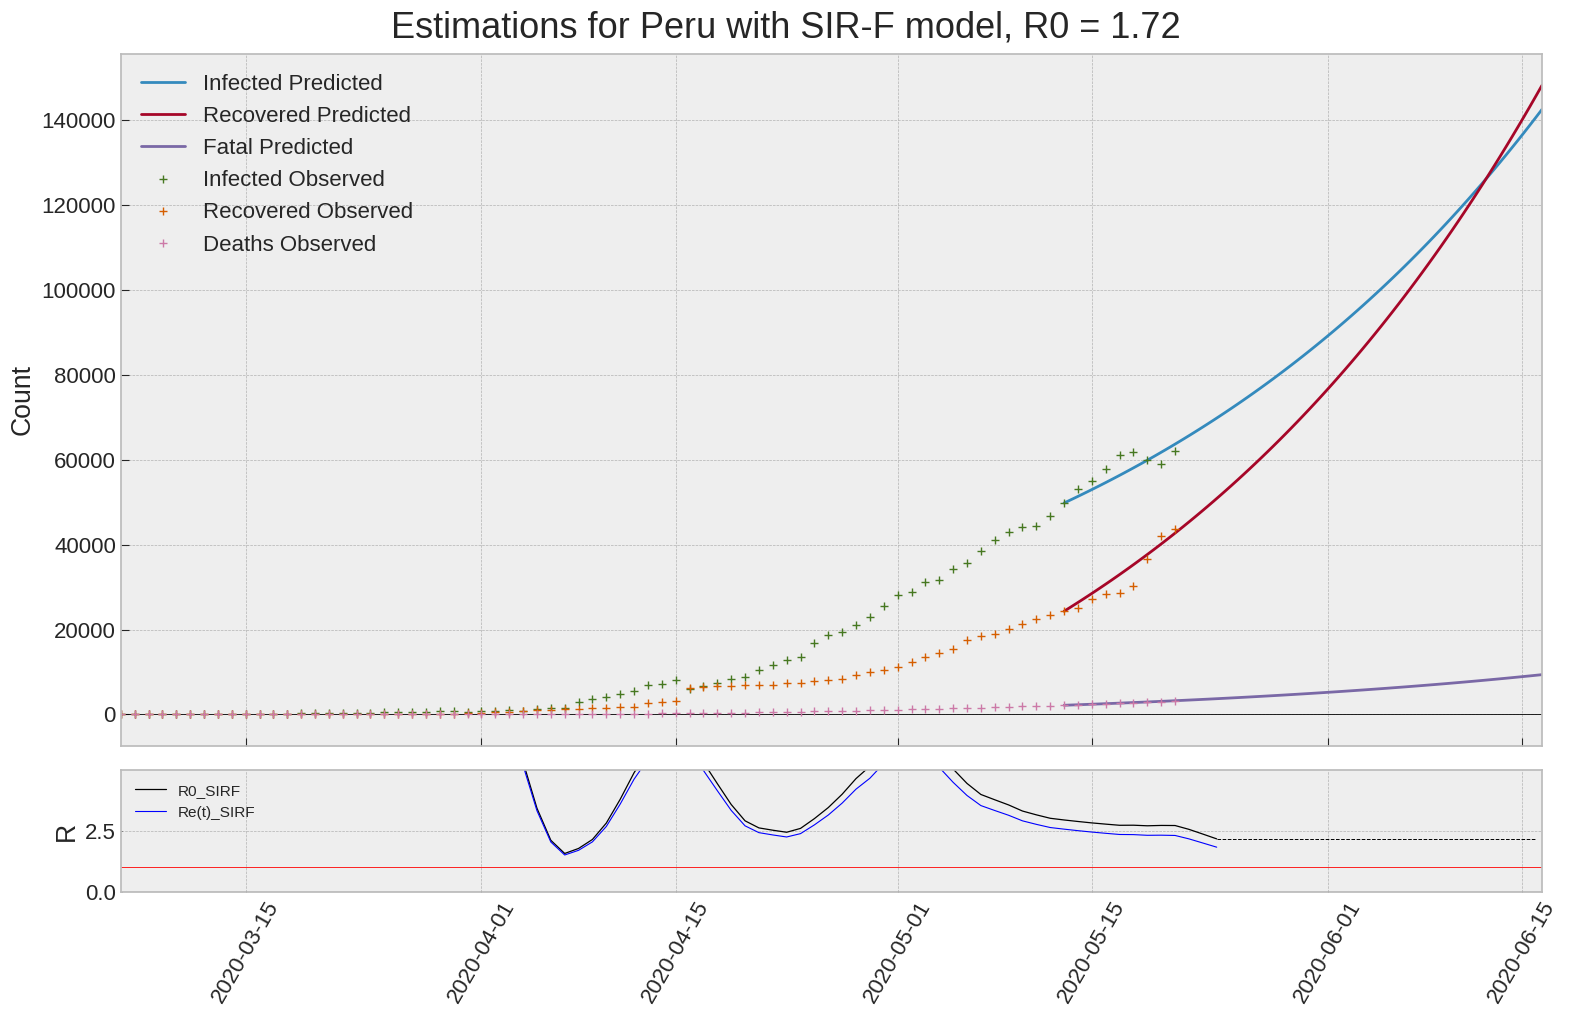 Estimations for Peru with SIR-F model, R0 = 1.72
Infected Predicted
Recovered Predicted
Fatal Predicted
Infected Observed
Recovered Observed
Deaths Observed
Count
140000
120000
100000
80000
60000
40000
20000
0
R0_SIRF
Re(t)_SIRF
R
2.5
0.0
2020-03-15
2020-04-01
2020-04-15
2020-05-01
2020-05-15
2020-06-01
2020-06-15